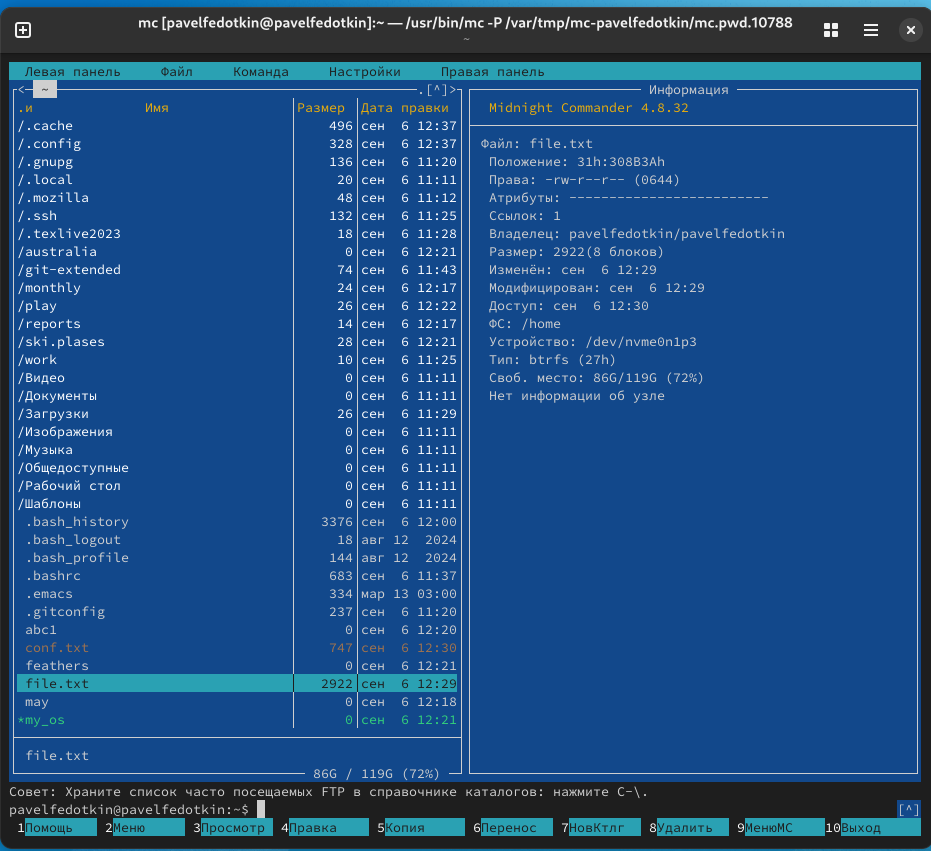 mc [pavelfedotkin@pavelfedotkin]:~ — /usr/bin/mc -P /var/tmp/mc-pavelfedotkin/mc.pwd.10788
~
Левая панель Файл Команда Настройки Правая панель
<─ ~ .[^]>
.и Имя Размер Дата правки
/.cache 496 сен 6 12:37
/.config 328 сен 6 12:37
/.gnupg 136 сен 6 11:20
/.local 20 сен 6 11:11
/.mozilla 48 сен 6 11:12
/.ssh 132 сен 6 11:25
/.texlive2023 18 сен 6 11:28
/australia 0 сен 6 12:21
/git-extended 74 сен 6 11:43
/monthly 24 сен 6 12:17
/play 26 сен 6 12:22
/reports 14 сен 6 12:17
/ski.plases 28 сен 6 12:21
/work 10 сен 6 11:25
/Видео 0 сен 6 11:11
/Документы 0 сен 6 11:11
/Загрузки 26 сен 6 11:29
/Изображения 0 сен 6 11:11
/Музыка 0 сен 6 11:11
/Общедоступные 0 сен 6 11:11
/Рабочий стол 0 сен 6 11:11
/Шаблоны 0 сен 6 11:11
.bash_history 3376 сен 6 12:00
.bash_logout 18 авг 12 2024
.bash_profile 144 авг 12 2024
.bashrc 683 сен 6 11:37
.emacs 334 мар 13 03:00
.gitconfig 237 сен 6 11:20
abc1 0 сен 6 12:20
conf.txt 747 сен 6 12:30
feathers 0 сен 6 12:21
file.txt 2922 сен 6 12:29
may 0 сен 6 12:18
*my_os 0 сен 6 12:21
file.txt
86G / 119G (72%)
Информация
Midnight Commander 4.8.32
Файл: file.txt
Положение: 31h:308B3Ah
Права: -rw-r--r-- (0644)
Атрибуты: -------------------------
Ссылок: 1
Владелец: pavelfedotkin/pavelfedotkin
Размер: 2922(8 блоков)
Изменён: сен 6 12:29
Модифицирован: сен 6 12:29
Доступ: сен 6 12:30
ФС: /home
Устройство: /dev/nvme0n1p3
Тип: btrfs (27h)
Своб. место: 86G/119G (72%)
Нет информации об узле
Совет: Храните список часто посещаемых FTP в справочнике каталогов: нажмите C-\.
pavelfedotkin@pavelfedotkin:~$ [^]
1Помощь 2Меню 3Просмотр 4Правка 5Копия 6Перенос 7НовКтлг 8Удалить 9МенюМС 10Выход